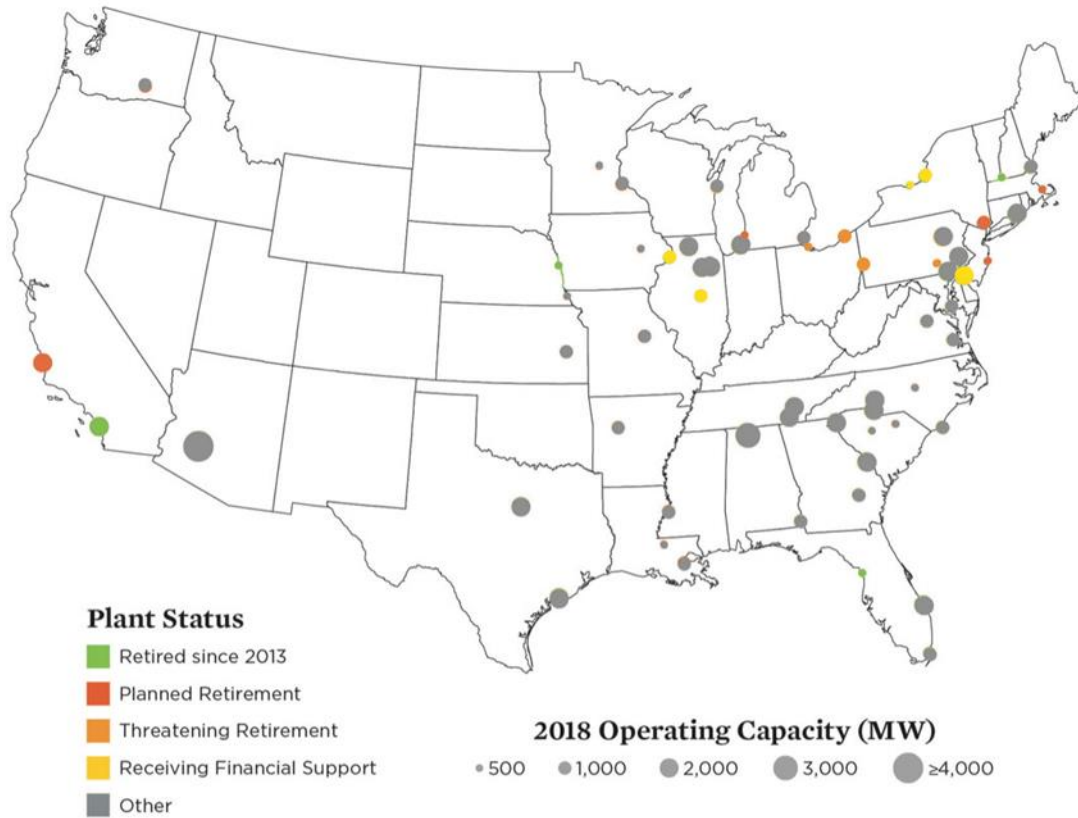 Plant Status
Retired since 2013
Planned Retirement
Threatening Retirement
Receiving Financial Support
Other
2018 Operating Capacity (MW)
500 1,000 2,000 3,000 ≥4,000